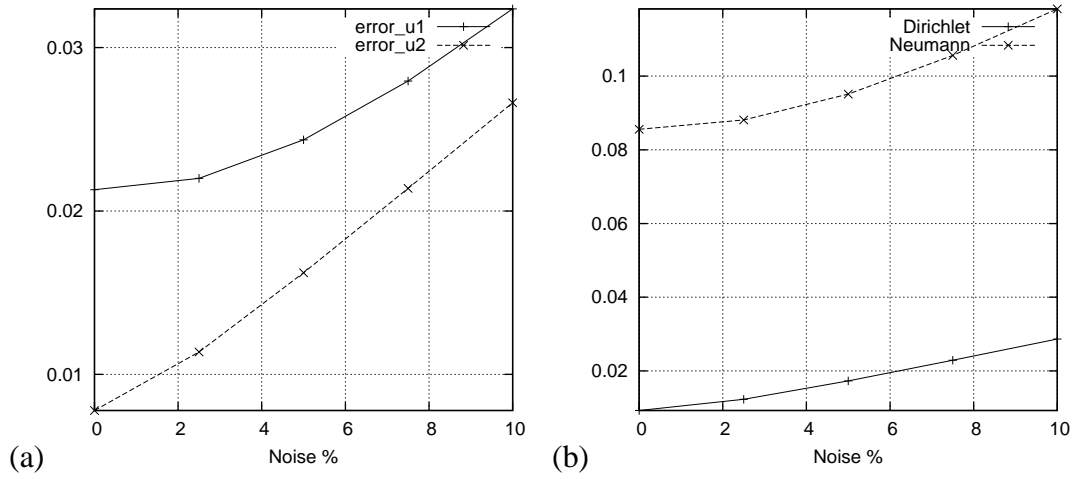 0.03
0.02
0.01
error_u1
error_u2
0 2 4 6 8 10
Noise %
(a)
0.1
0.08
0.06
0.04
0.02
Dirichlet
Neumann
0 2 4 6 8 10
Noise %
(b)